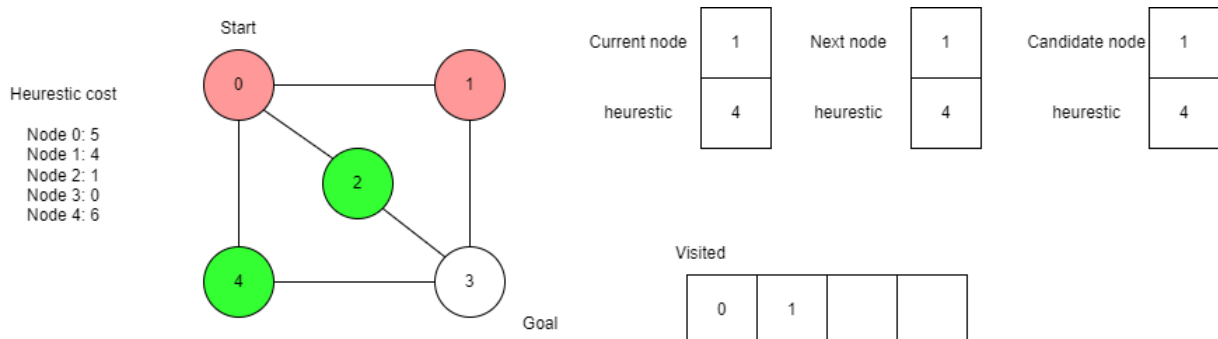 Start
0
1
Heurestic cost
Node 0: 5
Node 1: 4
Node 2: 1
Node 3: 0
Node 4: 6
2
4
3
Goal
Current node
1
heurestic
4
Next node
1
heurestic
4
Candidate node
1
heurestic
4
Visited
0
1